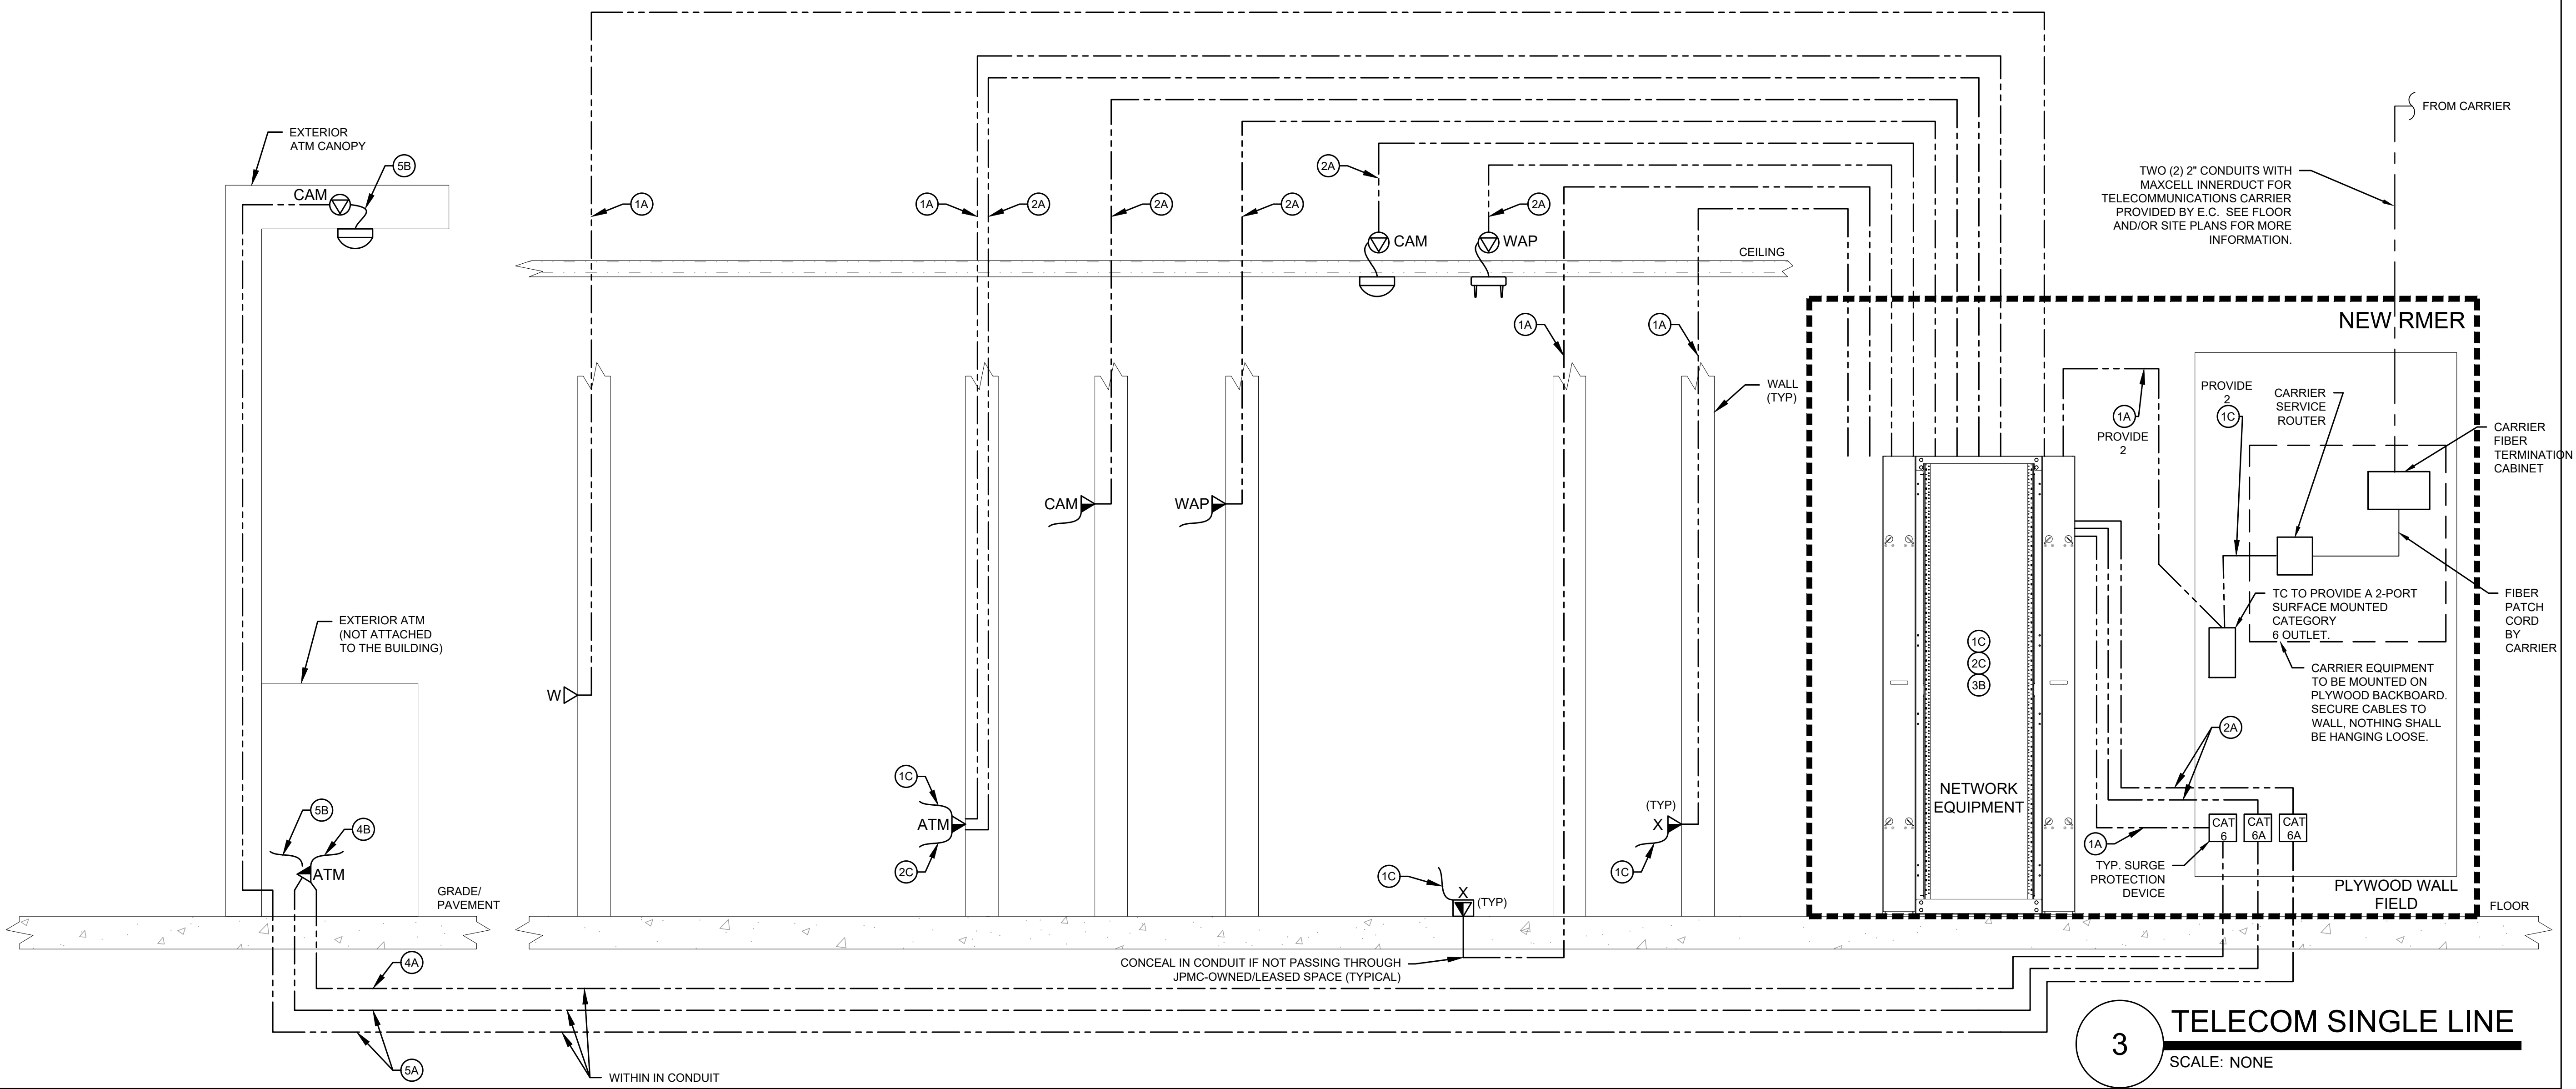 FROM CARRIER
TWO (2) 2" CONDUITS WITH
MAXCELL INNERDUCT FOR
TELECOMMUNICATIONS CARRIER
PROVIDED BY E.C. SEE FLOOR
AND/OR SITE PLANS FOR MORE
INFORMATION.
EXTERIOR
ATM CANOPY
5B
CAM
1A
1A
2A
2A
2A
2A
2A
CAM
WAP
CEILING
1A
1A
WALL
(TYP)
NEW RMER
PROVIDE
2
1C
CARRIER
SERVICE
ROUTER
1A
PROVIDE
2
CARRIER
FIBER
TERMINATION
CABINET
CAM
WAP
EXTERIOR ATM
(NOT ATTACHED
TO THE BUILDING)
W
1C
2C
3B
TC TO PROVIDE A 2-PORT
SURFACE MOUNTED
CATEGORY
6 OUTLET.
FIBER
PATCH
CORD
BY
CARRIER
CARRIER EQUIPMENT
TO BE MOUNTED ON
PLYWOOD BACKBOARD.
SECURE CABLES TO
WALL, NOTHING SHALL
BE HANGING LOOSE.
2A
NETWORK
EQUIPMENT
5B
4B
ATM
1C
ATM
2C
(TYP)
X
1C
1C
X
(TYP)
CAT
6
CAT
6A
CAT
6A
1A
TYP. SURGE
PROTECTION
DEVICE
PLYWOOD WALL
FIELD
GRADE/
PAVEMENT
FLOOR
4A
CONCEAL IN CONDUIT IF NOT PASSING THROUGH
JPMC-OWNED/LEASED SPACE (TYPICAL)
5A
WITHIN IN CONDUIT
3
TELECOM SINGLE LINE
SCALE: NONE